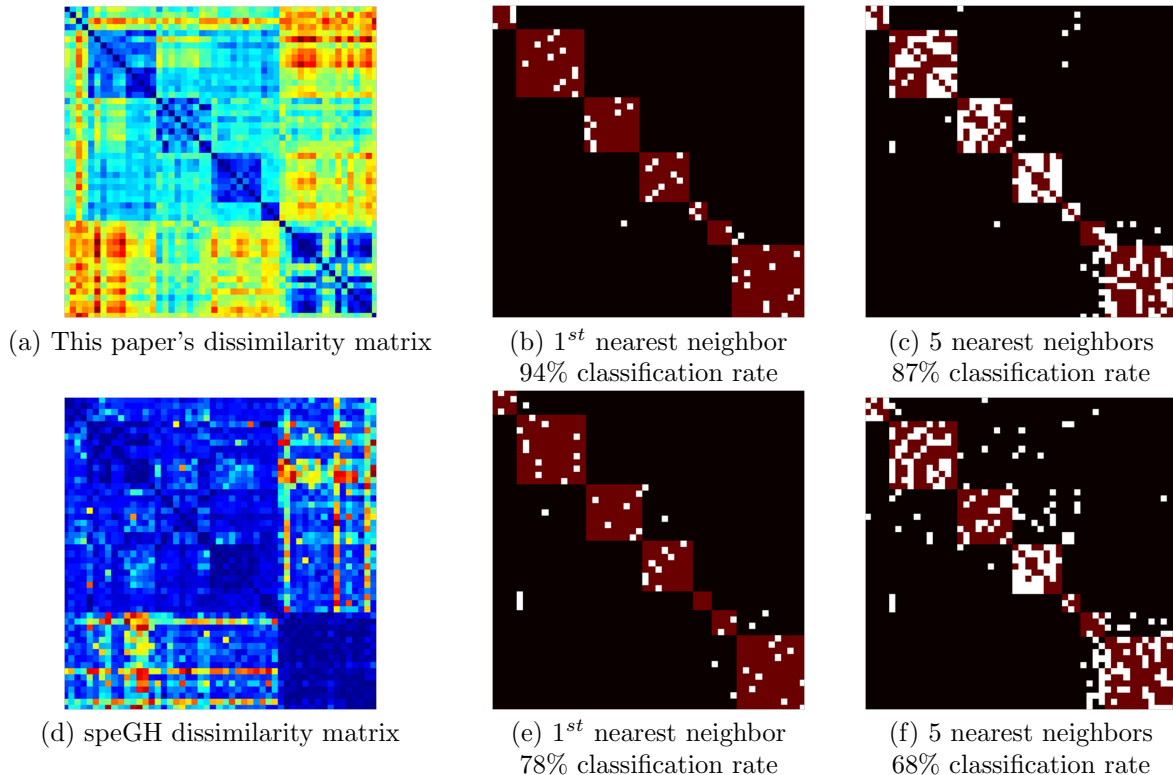 (a) This paper's dissimilarity matrix
(b) 1st nearest neighbor
94% classification rate
(c) 5 nearest neighbors
87% classification rate
(d) speGH dissimilarity matrix
(e) 1st nearest neighbor
78% classification rate
(f) 5 nearest neighbors
68% classification rate